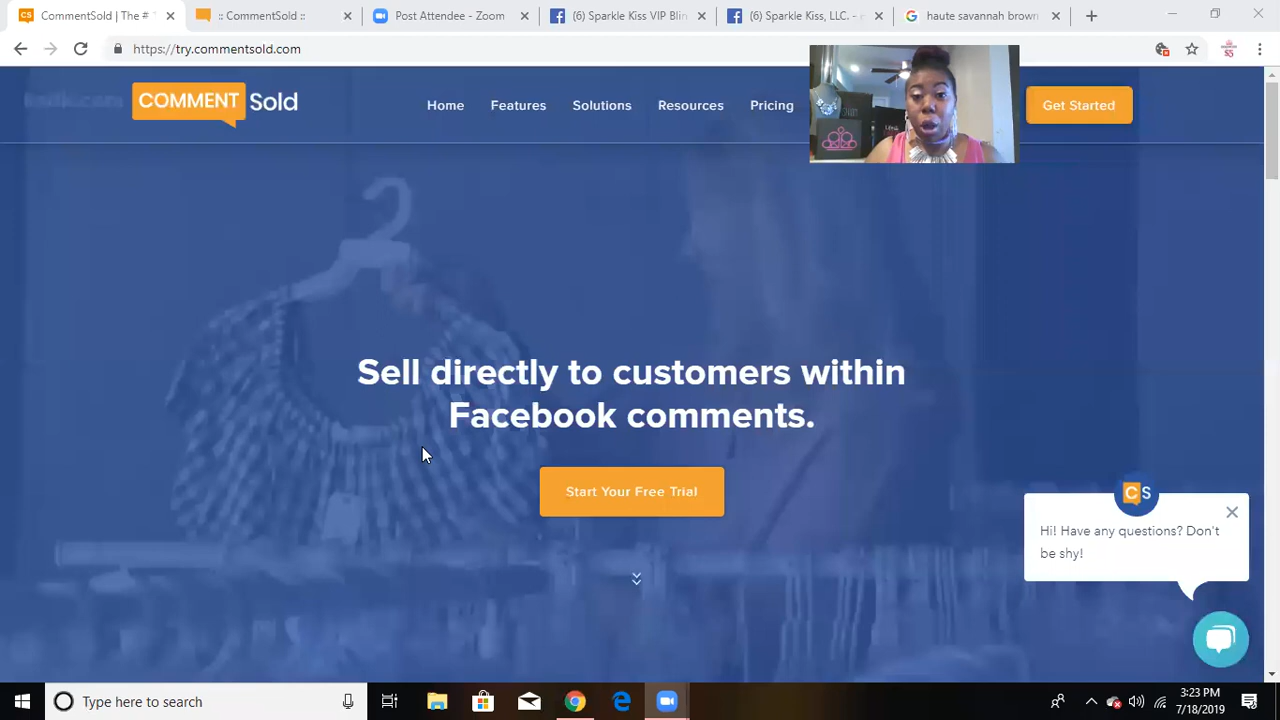 CommentSold | The #
:: CommentSold ::
Post Attendee - Zoom
(6) Sparkle Kiss VIP Blin
(6) Sparkle Kiss, LLC. -
haute savannah brown
https://try.commentsold.com
COMMENT Sold
Home
Features
Solutions
Resources
Pricing
Get Started
Sell directly to customers within
Facebook comments.
Start Your Free Trial
CS
Hi! Have any questions? Don't
be shy!
Type here to search
3:23 PM
7/18/2019